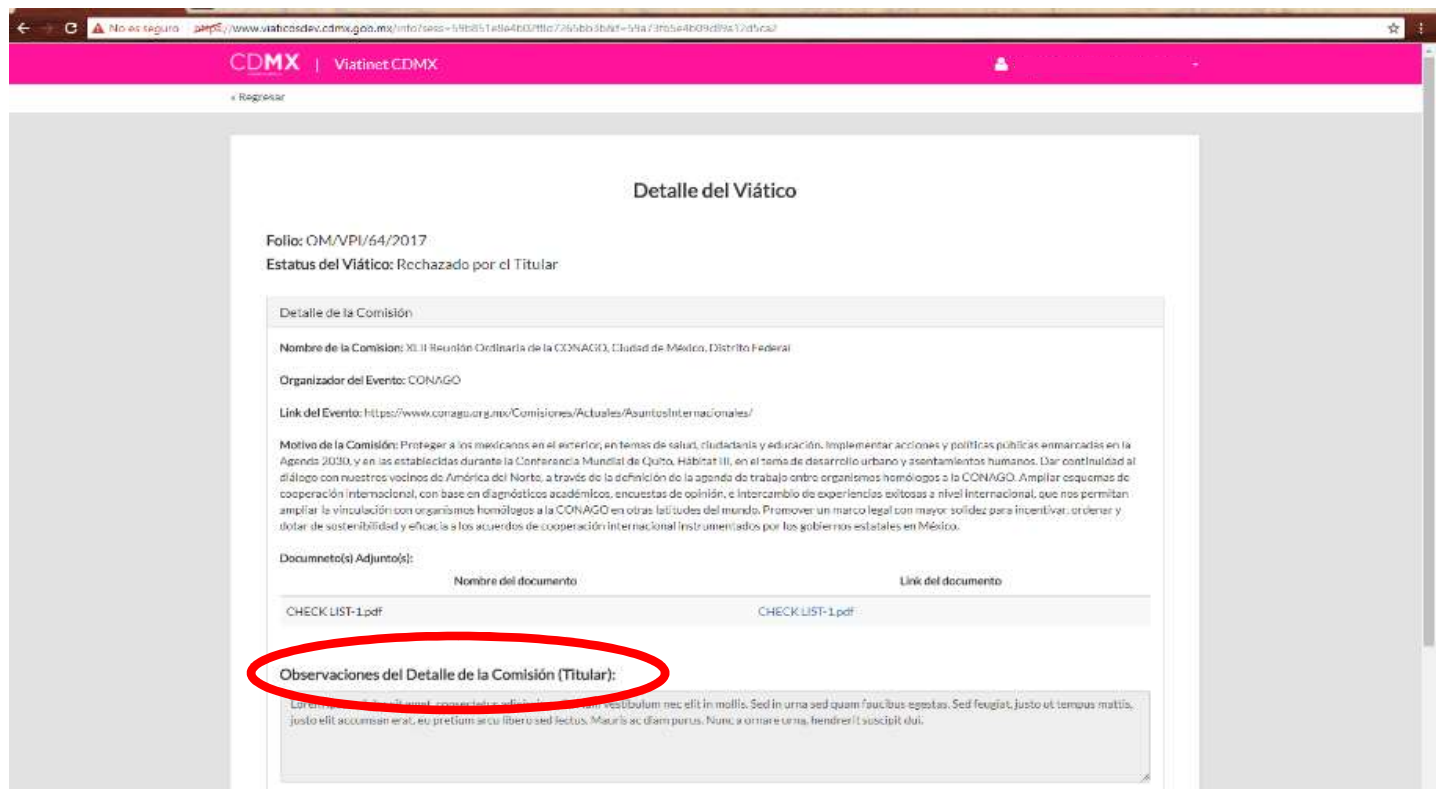 No es seguro https://www.viaticosdev.cdmx.gob.mx/info?sess=
CDMX | Viatinet CDMX
« Regresar
Detalle del Viático
Folio: OM/VPI/64/2017
Estatus del Viático: Rechazado por el Titular
Detalle de la Comisión
Nombre de la Comision: Reunión Ordinaria de la CONAGO, Ciudad de México, Distrito Federal
Organizador del Evento: CONAGO
Link del Evento: https://www.conago.org.mx/Comisiones/Actuales/AsuntosInternacionales/
Motivo de la Comisión: Proteger a los mexicanos en el exterior, en temas de salud, ciudadanía y educación. Implementar acciones y políticas públicas enmarcadas en la
Agenda 2030, y en las establecidas durante la Conferencia Mundial de Quito, Hábitat III, en el tema de desarrollo urbano y asentamientos humanos. Dar continuidad al
diálogo con nuestros vecinos de América del Norte, a través de la definición de la agenda de trabajo entre organismos homólogos a la CONAGO. Ampliar esquemas de
cooperación internacional, con base en diagnósticos académicos, encuestas de opinión, e intercambio de experiencias exitosas a nivel internacional, que nos permitan
ampliar la vinculación con organismos homólogos a la CONAGO en otras latitudes del mundo. Promover un marco legal con mayor solidez para incentivar, ordenar y
dotar de sostenibilidad y eficacia a los acuerdos de cooperación internacional instrumentados por los gobiernos estatales en México.
Documneto(s) Adjunto(s):
Nombre del documento Link del documento
CHECK LIST-1.pdf CHECK LIST-1.pdf
Observaciones del Detalle de la Comisión (Titular):
vestibulum nec elit in mollis. Sed in urna sed quam faucibus egestas. Sed feugiat, justo ut tempus mattis,
justo elit accumsan erat, eu pretium arcu libero sed lectus. Mauris ac diam purus. Nunc a ornare urna, hendrerit suscipit dui.